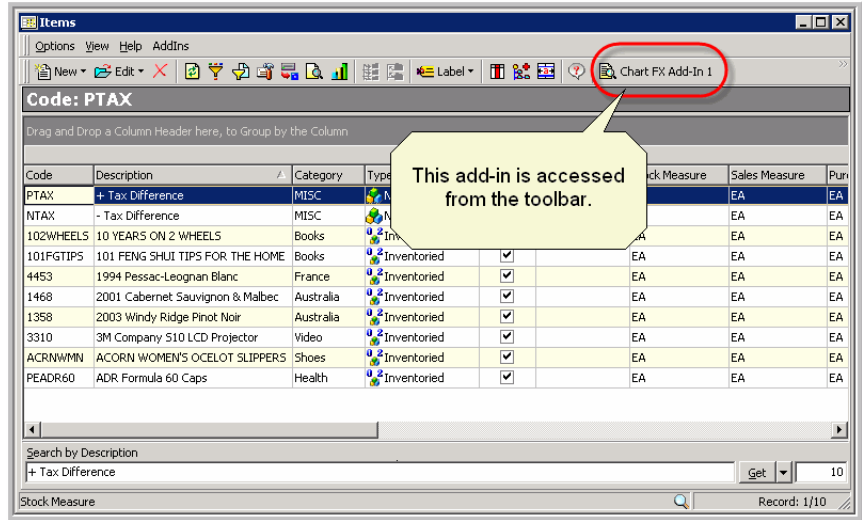 Items
Options View Help AddIns
New Edit Label Chart FX Add-In 1
Code: PTAX
Drag and Drop a Column Header here, to Group by the Column
This add-in is accessed
from the toolbar.
Code Description Category Type ck Measure Sales Measure Pur
PTAX + Tax Difference MISC N EA EA
NTAX - Tax Difference MISC EA EA
102WHEELS 10 YEARS ON 2 WHEELS Books Inv EA EA EA
101FGTIPS 101 FENG SHUI TIPS FOR THE HOME Books Inventoried EA EA EA
4453 1994 Pessac-Leognan Blanc France Inventoried EA EA EA
1468 2001 Cabernet Sauvignon & Malbec Australia Inventoried EA EA EA
1358 2003 Windy Ridge Pinot Noir Australia Inventoried EA EA EA
3310 3M Company S10 LCD Projector Video Inventoried EA EA EA
ACRNWMN ACORN WOMEN'S OCELOT SLIPPERS Shoes Inventoried EA EA EA
PEADR60 ADR Formula 60 Caps Health Inventoried EA EA EA
Search by Description
+ Tax Difference Get 10
Stock Measure Record: 1/10